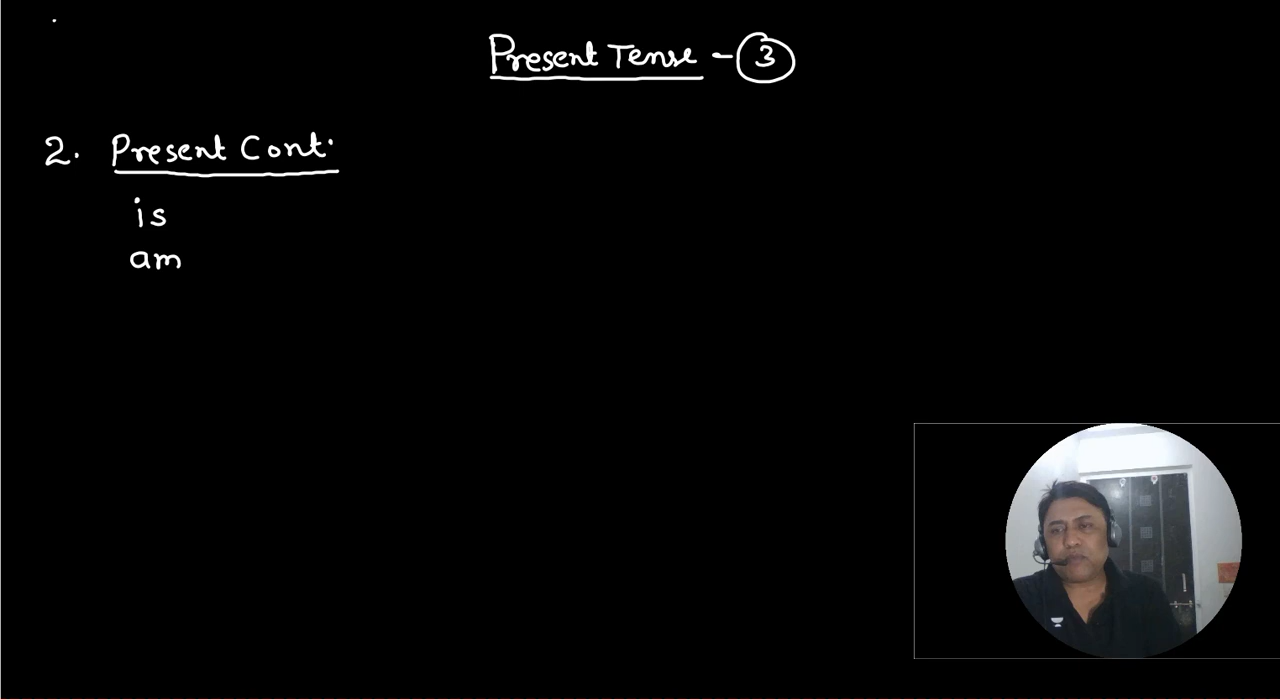 Present Tense - 3
2. Present Cont.
is
am